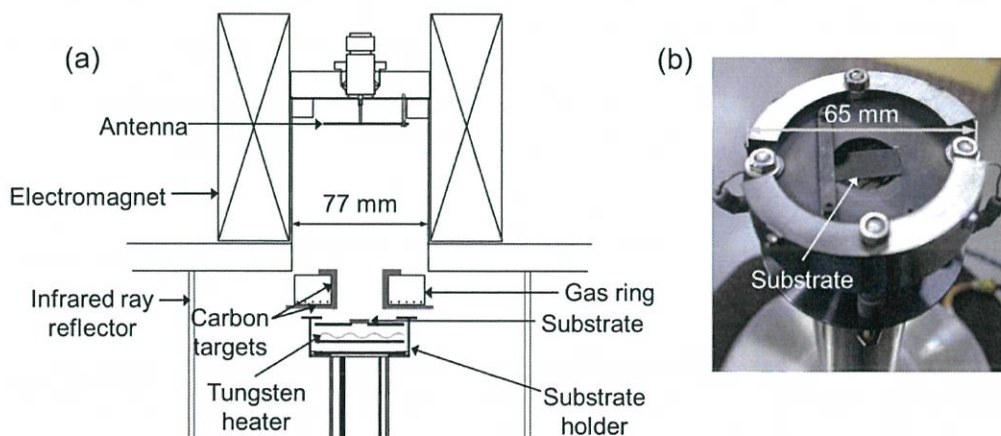 (a)
Antenna
Electromagnet
77 mm
Infrared ray
reflector
Carbon
targets
Gas ring
Substrate
Tungsten
heater
Substrate
holder
(b)
65 mm
Substrate